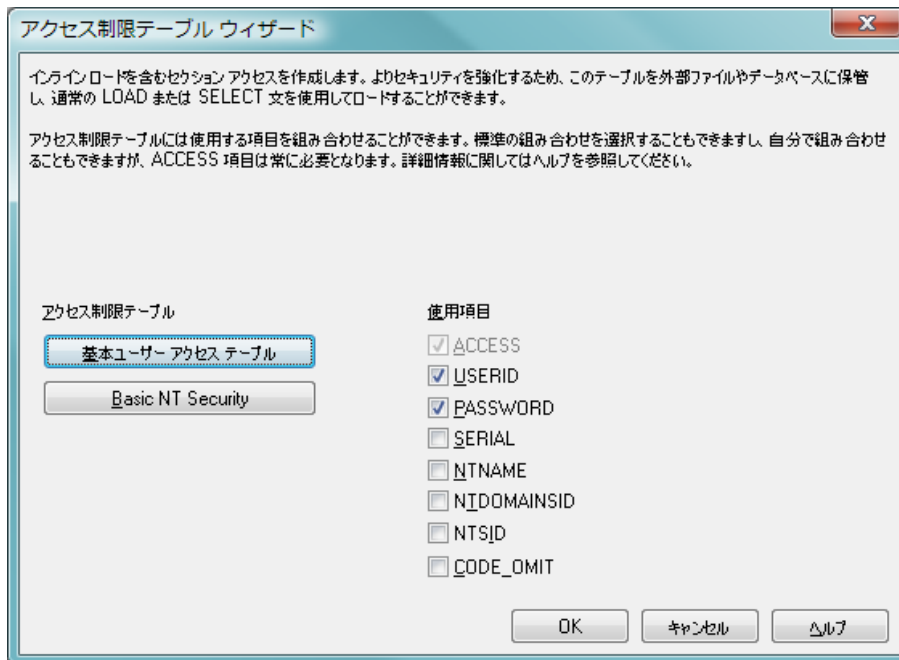 アクセス制限テーブル ウィザード
インライン ロードを含むセクション アクセスを作成します。よりセキュリティを強化するため、このテーブルを外部ファイルやデータベースに保管
し、通常の LOAD または SELECT 文を使用してロードすることができます。
アクセス制限テーブルには使用する項目を組み合わせることができます。標準の組み合わせを選択することもできますし、自分で組み合わせ
ることもできますが、ACCESS 項目は常に必要となります。詳細情報に関してはヘルプを参照してください。
アクセス制限テーブル
使用項目
基本ユーザー アクセス テーブル
ACCESS
USERID
Basic NT Security
PASSWORD
SERIAL
NTNAME
NTDOMAINSID
NTSID
CODE_OMIT
OK
キャンセル
ヘルプ